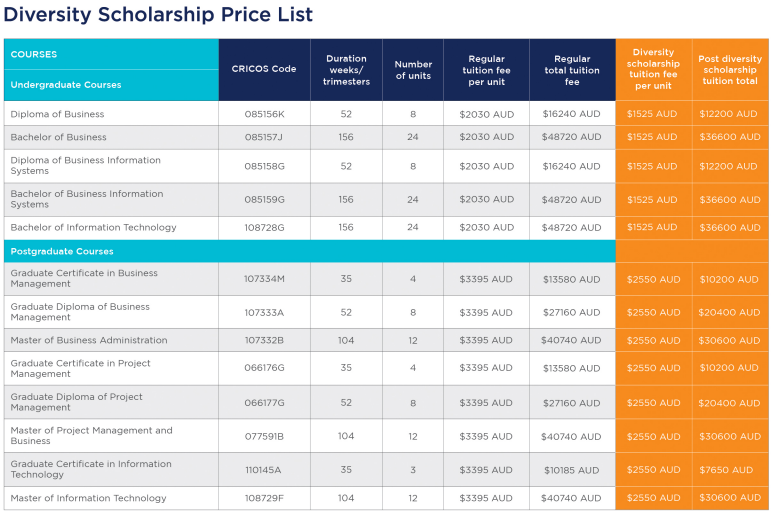 Diversity Scholarship Price List
COURSES
Undergraduate Courses
CRICOS Code
Duration
weeks/
trimesters
Number
of units
Regular
tuition fee
per unit
Regular
total tuition
fee
Diversity
scholarship
tuition fee
per unit
Post diversity
scholarship
tuition total
Diploma of Business 085156K 52 8 $2030 AUD $16240 AUD $1525 AUD $12200 AUD
Bachelor of Business 085157J 156 24 $2030 AUD $48720 AUD $1525 AUD $36600 AUD
Diploma of Business Information
Systems 085158G 52 8 $2030 AUD $16240 AUD $1525 AUD $12200 AUD
Bachelor of Business Information
Systems 085159G 156 24 $2030 AUD $48720 AUD $1525 AUD $36600 AUD
Bachelor of Information Technology 108728G 156 24 $2030 AUD $48720 AUD $1525 AUD $36600 AUD
Postgraduate Courses
Graduate Certificate in Business
Management 107334M 35 4 $3395 AUD $13580 AUD $2550 AUD $10200 AUD
Graduate Diploma of Business
Management 107333A 52 8 $3395 AUD $27160 AUD $2550 AUD $20400 AUD
Master of Business Administration 107332B 104 12 $3395 AUD $40740 AUD $2550 AUD $30600 AUD
Graduate Certificate in Project
Management 066176G 35 4 $3395 AUD $13580 AUD $2550 AUD $10200 AUD
Graduate Diploma of Project
Management 066177G 52 8 $3395 AUD $27160 AUD $2550 AUD $20400 AUD
Master of Project Management and
Business 077591B 104 12 $3395 AUD $40740 AUD $2550 AUD $30600 AUD
Graduate Certificate in Information
Technology 110145A 35 3 $3395 AUD $10185 AUD $2550 AUD $7650 AUD
Master of Information Technology 108729F 104 12 $3395 AUD $40740 AUD $2550 AUD $30600 AUD